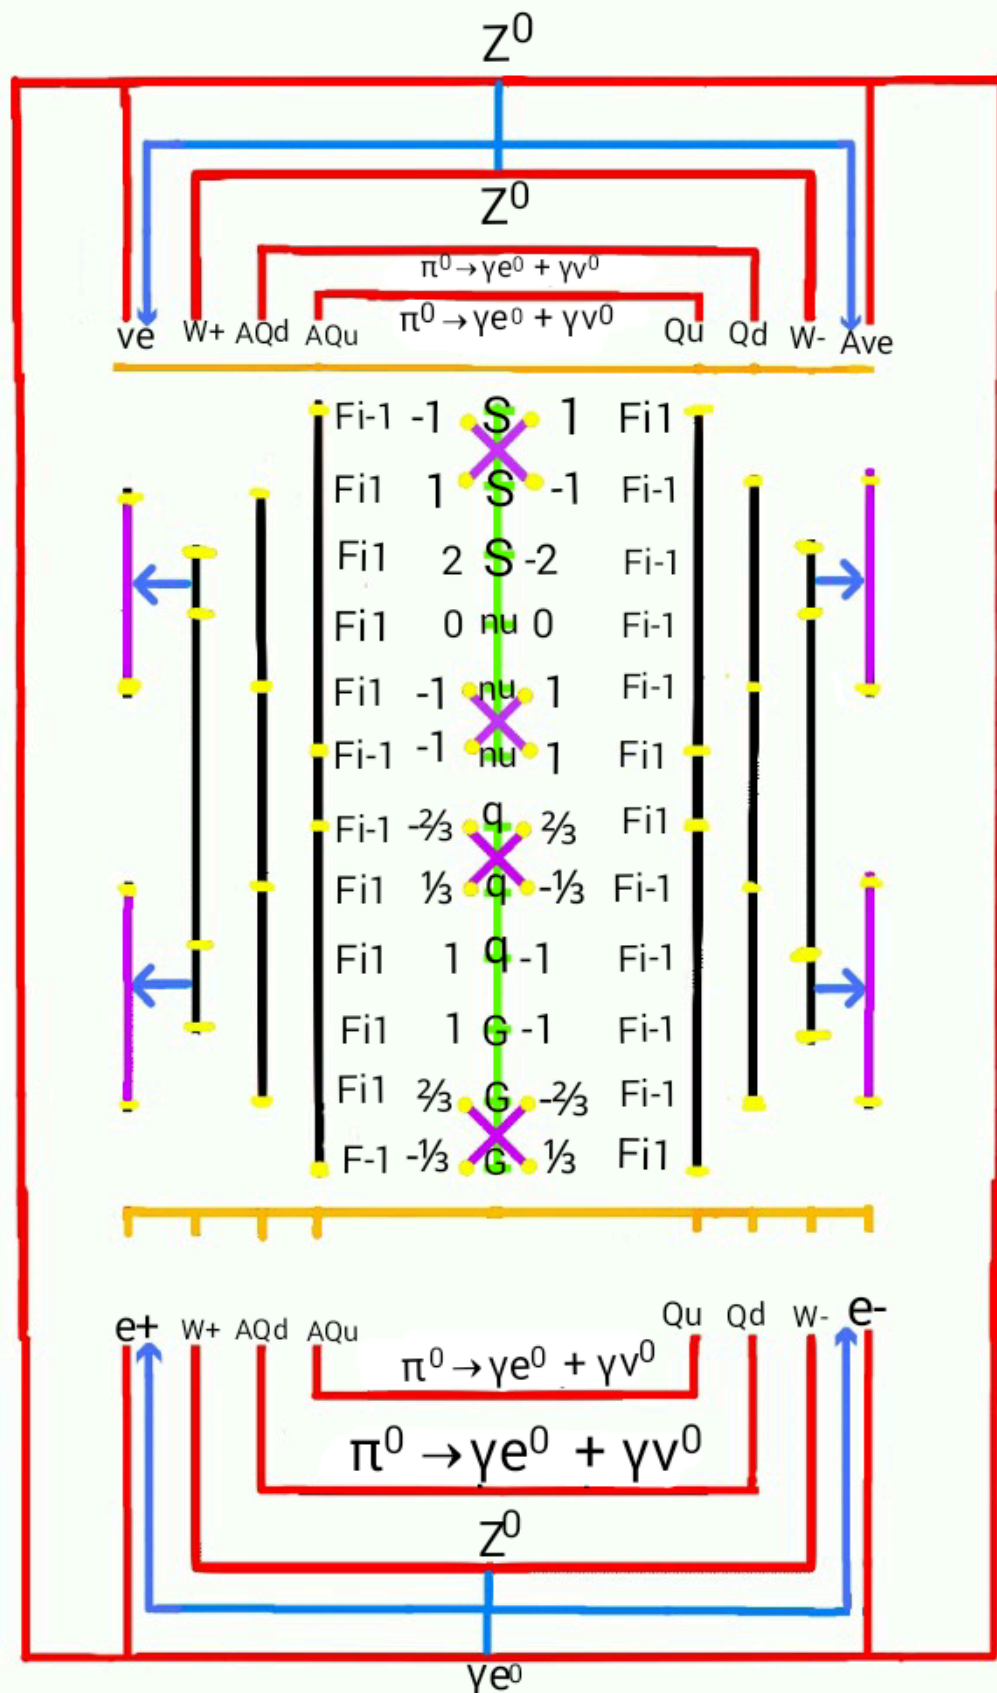 Z⁰
Z⁰
π⁰→γe⁰ + γν⁰
π⁰→γe⁰ + γν⁰
ve W+ AQd AQu Qu Qd W- Ave
Fi-1 -1 S 1 Fi1
Fi1 1 S -1 Fi-1
Fi1 2 S -2 Fi-1
Fi1 0 nu 0 Fi-1
Fi1 -1 nu 1 Fi-1
Fi-1 -1 nu 1 Fi1
Fi-1 -⅔ q ⅔ Fi1
Fi1 ⅓ q -⅓ Fi-1
Fi1 1 q -1 Fi-1
Fi1 1 G -1 Fi-1
Fi1 ⅔ G -⅔ Fi-1
F-1 -⅓ G ⅓ Fi1
e+ W+ AQd AQu Qu Qd W- e-
π⁰→γe⁰ + γν⁰
π⁰→γe⁰ + γν⁰
Z⁰
γe⁰